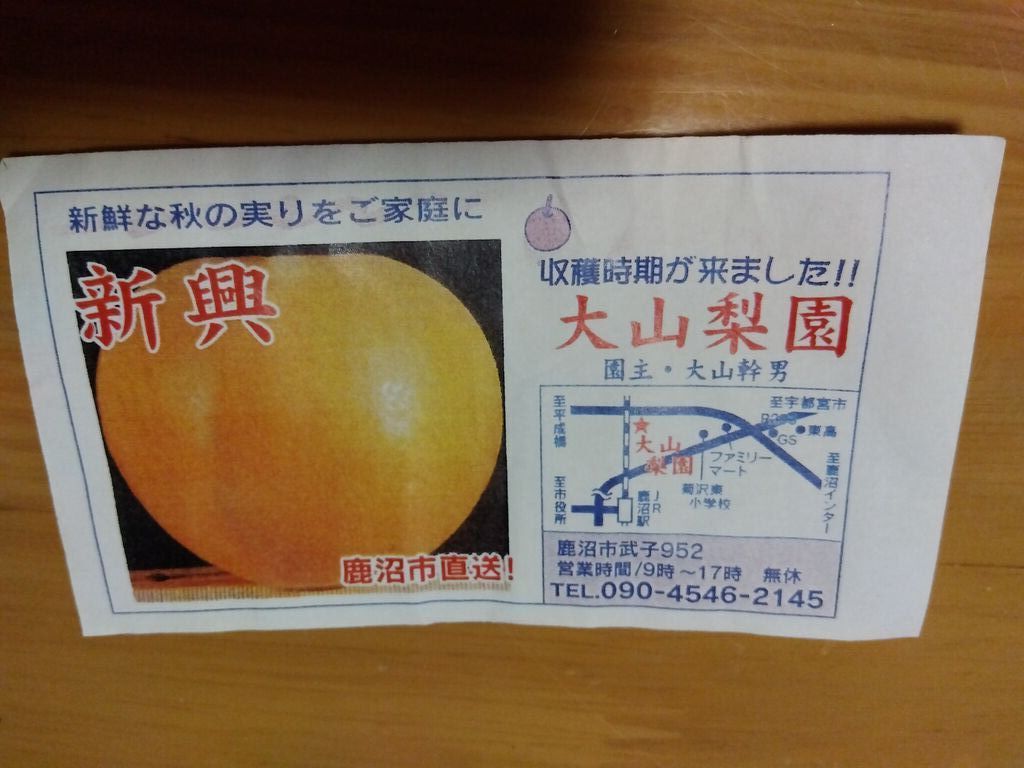 新鮮な秋の実りをご家庭に
新興
鹿沼市直送!
収穫時期が来ました!!
大山梨園
園主・大山幹男
至平成橋
至宇都宮市
東高
GS
大山
梨園
ファミリー
マート
菊沢東
小学校
至鹿沼インター
至市役所
JR
鹿沼駅
鹿沼市武子952
営業時間/9時〜17時 無休
TEL.090-4546-2145